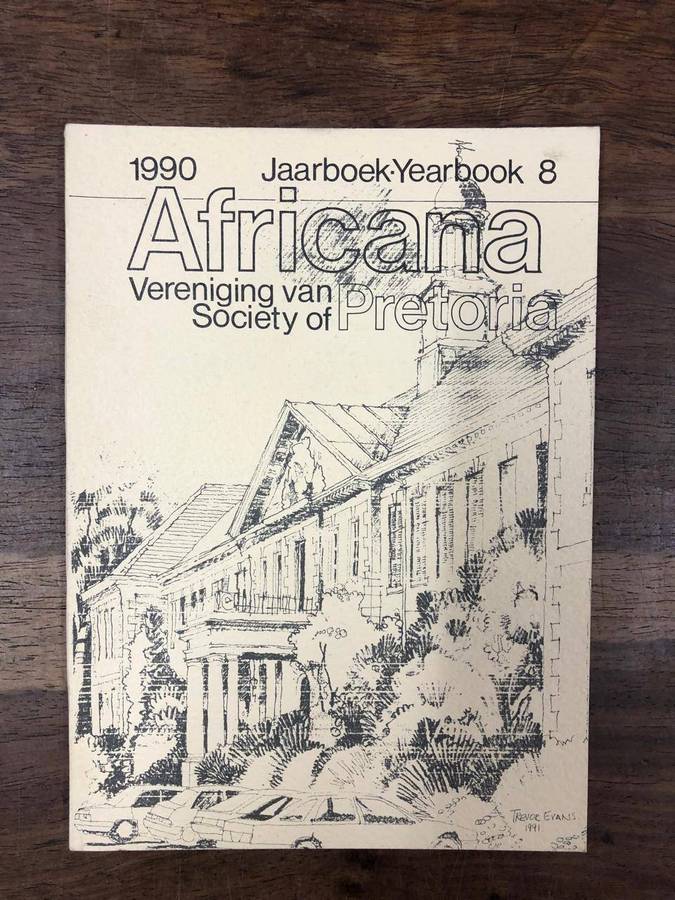 1990 Jaarboek·Yearbook 8
Africana
Vereniging van
Society of Pretoria
TREVOR EVANS
1991